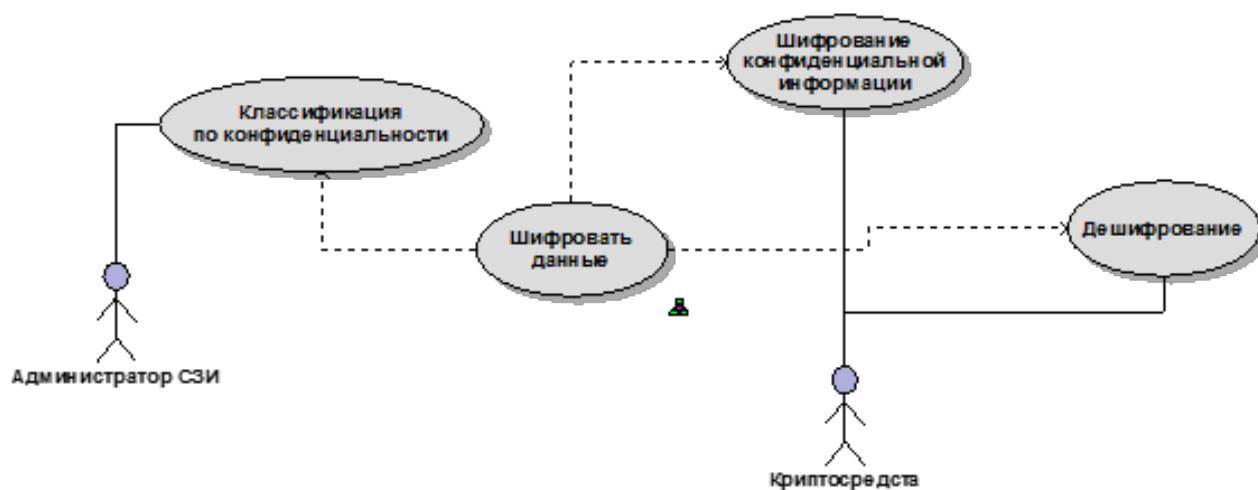 Шифрование
конфиденциальной
информации
Классификация
по конфиденциальности
Шифровать
данные
Дешифрование
Администратор СЗИ
Криптосредста